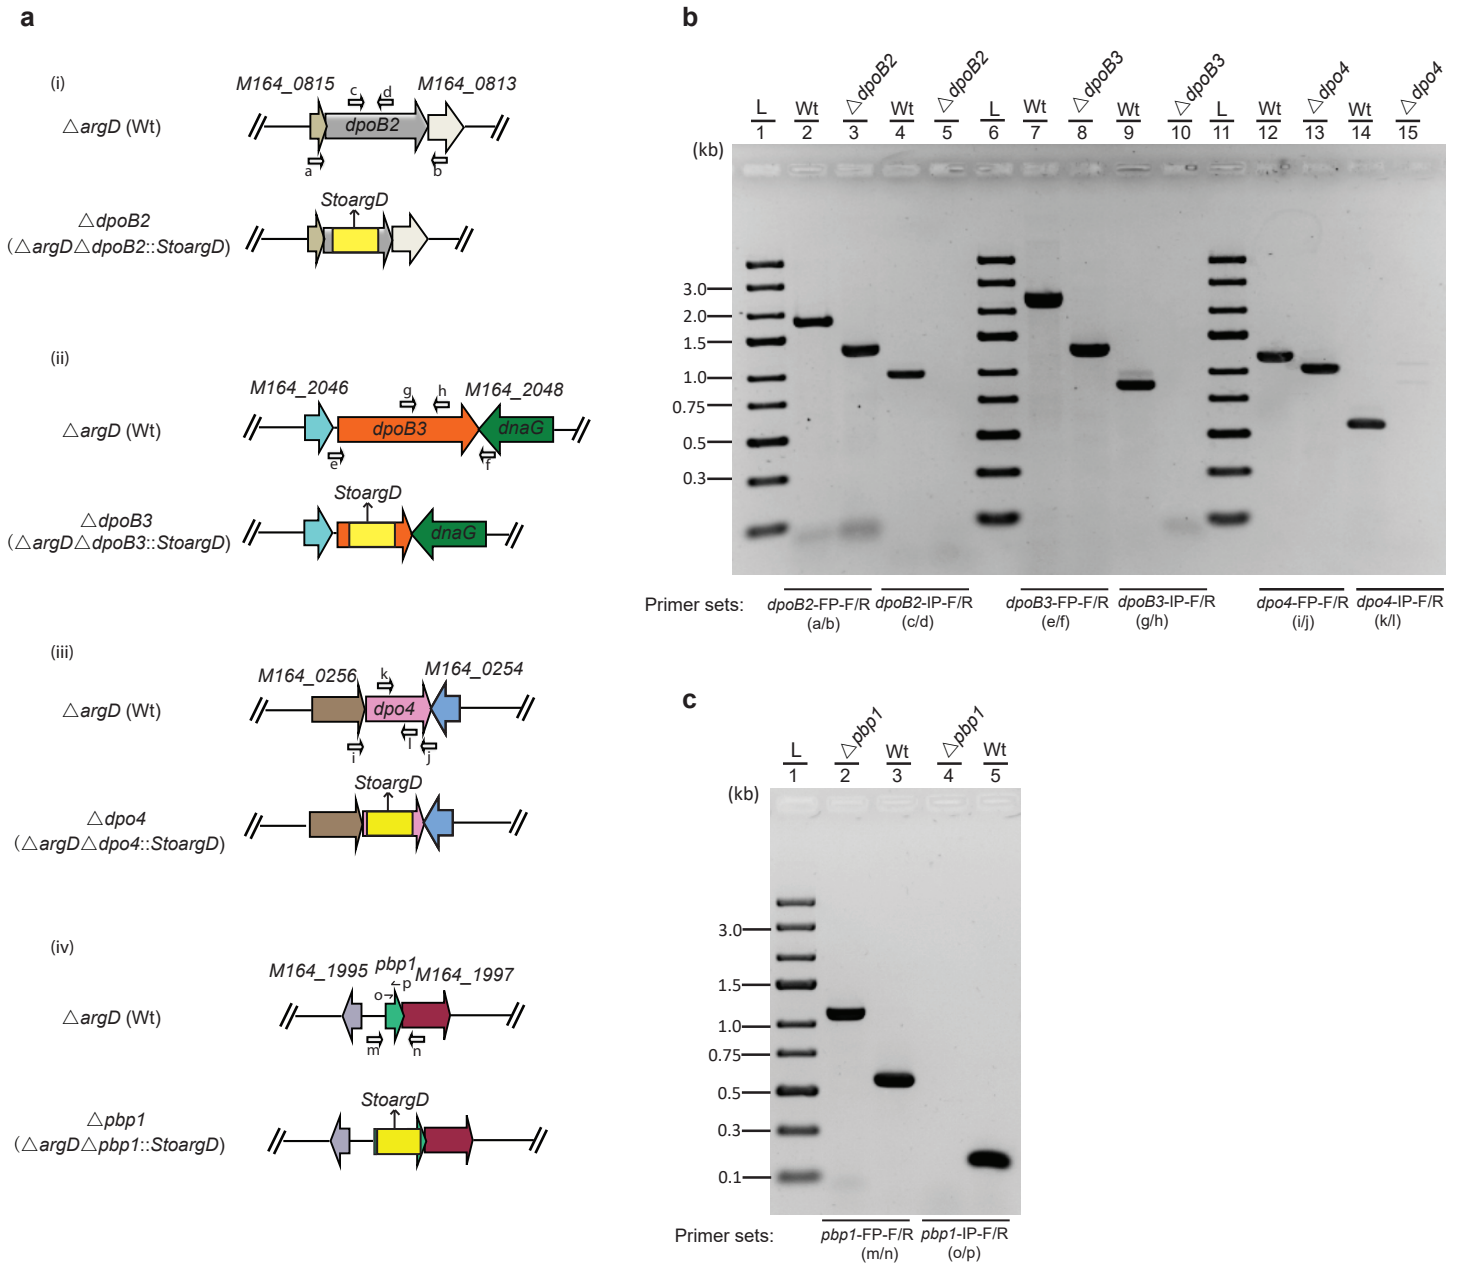 a
(i)
M164_0815
M164_0813
c
d
△argD (Wt)
dpoB2
a
b
StoargD
△dpoB2
(△argD△dpoB2::StoargD)
(ii)
M164_2046
M164_2048
g
h
△argD (Wt)
dpoB3
dnaG
e
f
StoargD
△dpoB3
(△argD△dpoB3::StoargD)
dnaG
(iii)
M164_0256
M164_0254
k
△argD (Wt)
dpo4
l
i
j
StoargD
△dpo4
(△argD△dpo4::StoargD)
(iv)
M164_1995
pbp1
M164_1997
o
p
△argD (Wt)
m
n
StoargD
△pbp1
(△argD△pbp1::StoargD)
b
L Wt △dpoB2 Wt △dpoB2 L Wt △dpoB3 Wt △dpoB3 L Wt △dpo4 Wt △dpo4
1 2 3 4 5 6 7 8 9 10 11 12 13 14 15
(kb)
3.0
2.0
1.5
1.0
0.75
0.5
0.3
Primer sets: dpoB2-FP-F/R dpoB2-IP-F/R dpoB3-FP-F/R dpoB3-IP-F/R dpo4-FP-F/R dpo4-IP-F/R
(a/b) (c/d) (e/f) (g/h) (i/j) (k/l)
c
L △pbp1 Wt △pbp1 Wt
1 2 3 4 5
(kb)
3.0
1.5
1.0
0.75
0.5
0.3
0.1
Primer sets: pbp1-FP-F/R pbp1-IP-F/R
(m/n) (o/p)